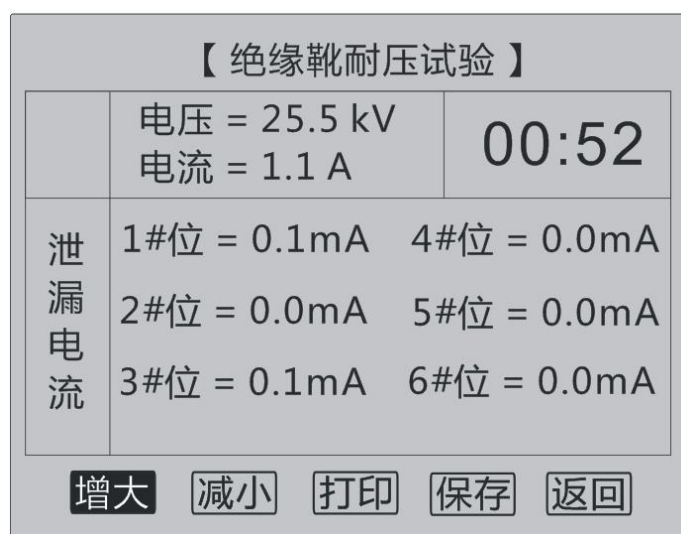 【 绝缘靴耐压试验 】
电压 = 25.5 kV
电流 = 1.1 A
00:52
泄漏电流
1#位 = 0.1mA 4#位 = 0.0mA
2#位 = 0.0mA 5#位 = 0.0mA
3#位 = 0.1mA 6#位 = 0.0mA
增大 减小 打印 保存 返回